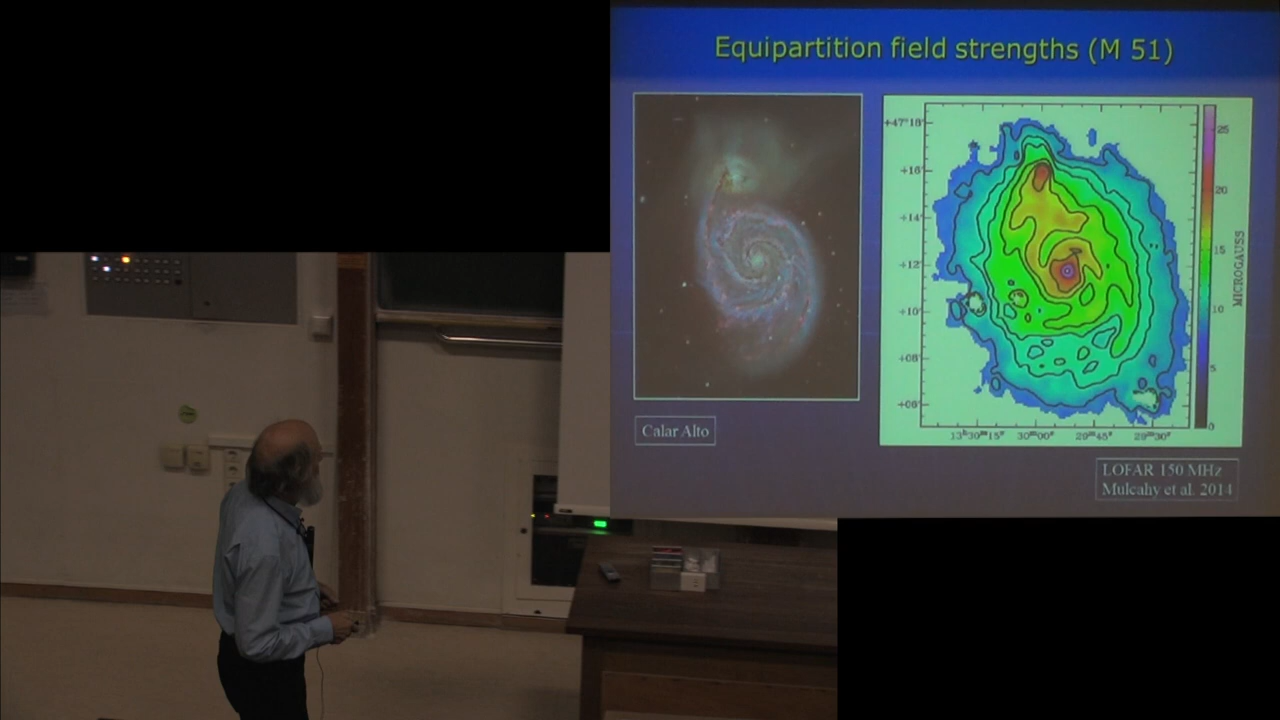 Equipartition field strengths (M 51)
+47°18'
+16'
+14'
+12'
+10'
+08'
+06'
13ʰ30ᵐ15ˢ 30ᵐ00ˢ 29ᵐ45ˢ 29ᵐ30ˢ
25
20
15
10
5
0
MICROGAUSS
Calar Alto
LOFAR 150 MHz
Mulcahy et al. 2014